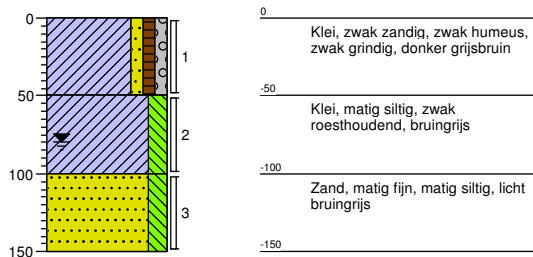 0
50
100
150
1
2
3
0
Klei, zwak zandig, zwak humeus,
zwak grindig, donker grijsbruin
-50
Klei, matig siltig, zwak
roesthoudend, bruingrijs
-100
Zand, matig fijn, matig siltig, licht
bruingrijs
-150